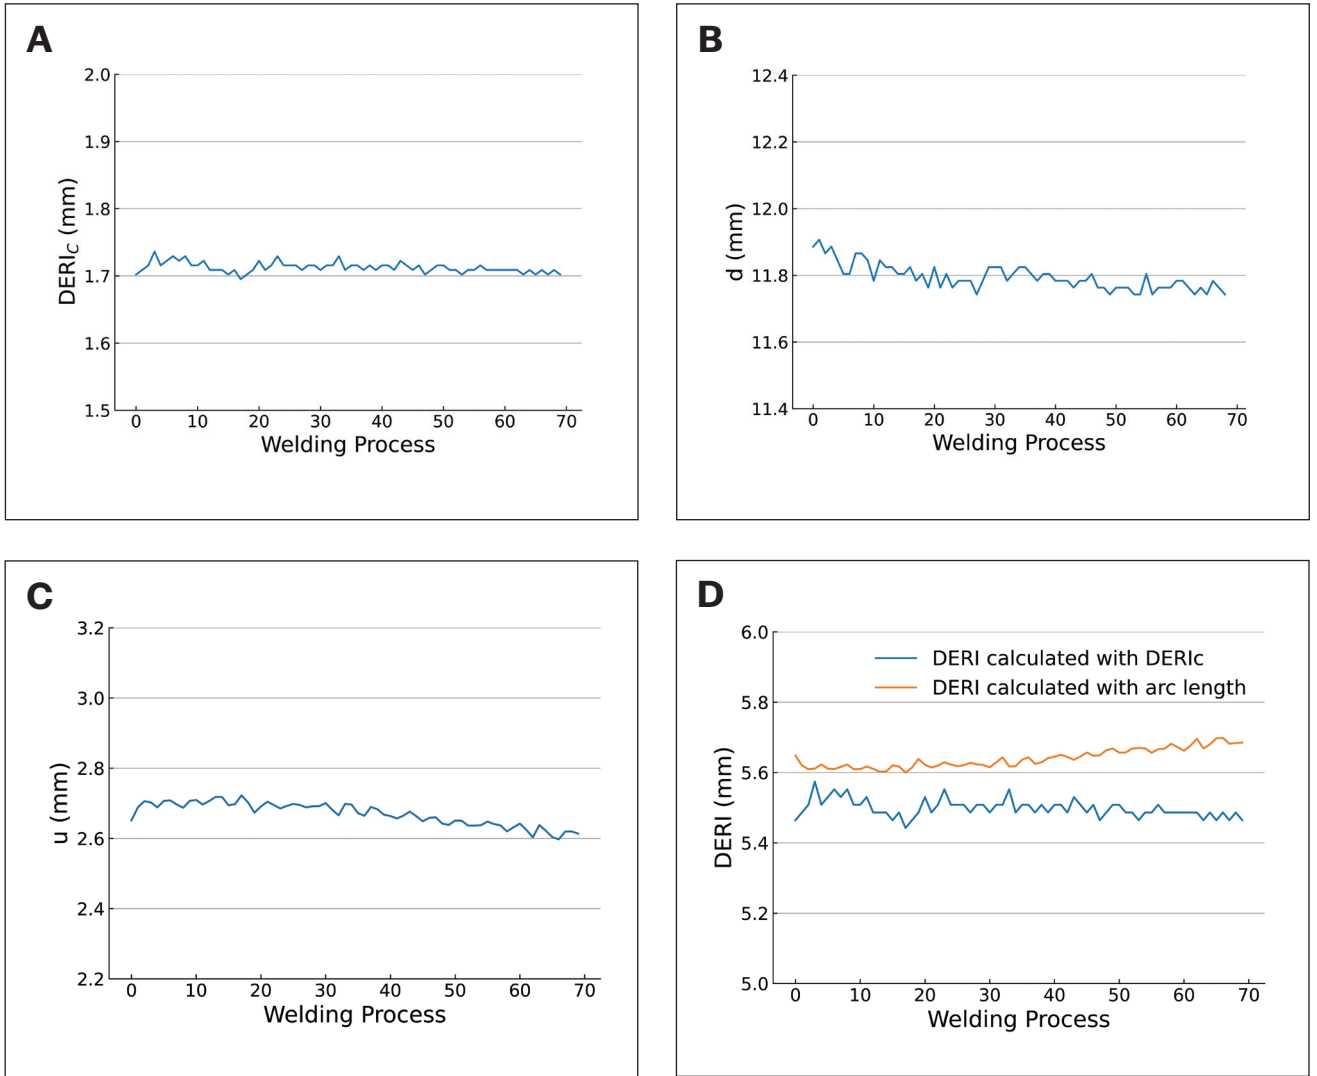 A
2.0
1.9
1.8
1.7
1.6
1.5
DERI_C (mm)
0 10 20 30 40 50 60 70
Welding Process
B
12.4
12.2
12.0
11.8
11.6
11.4
d (mm)
0 10 20 30 40 50 60 70
Welding Process
C
3.2
3.0
2.8
2.6
2.4
2.2
u (mm)
0 10 20 30 40 50 60 70
Welding Process
D
6.0
5.8
5.6
5.4
5.2
5.0
DERI (mm)
DERI calculated with DERIc
DERI calculated with arc length
0 10 20 30 40 50 60 70
Welding Process